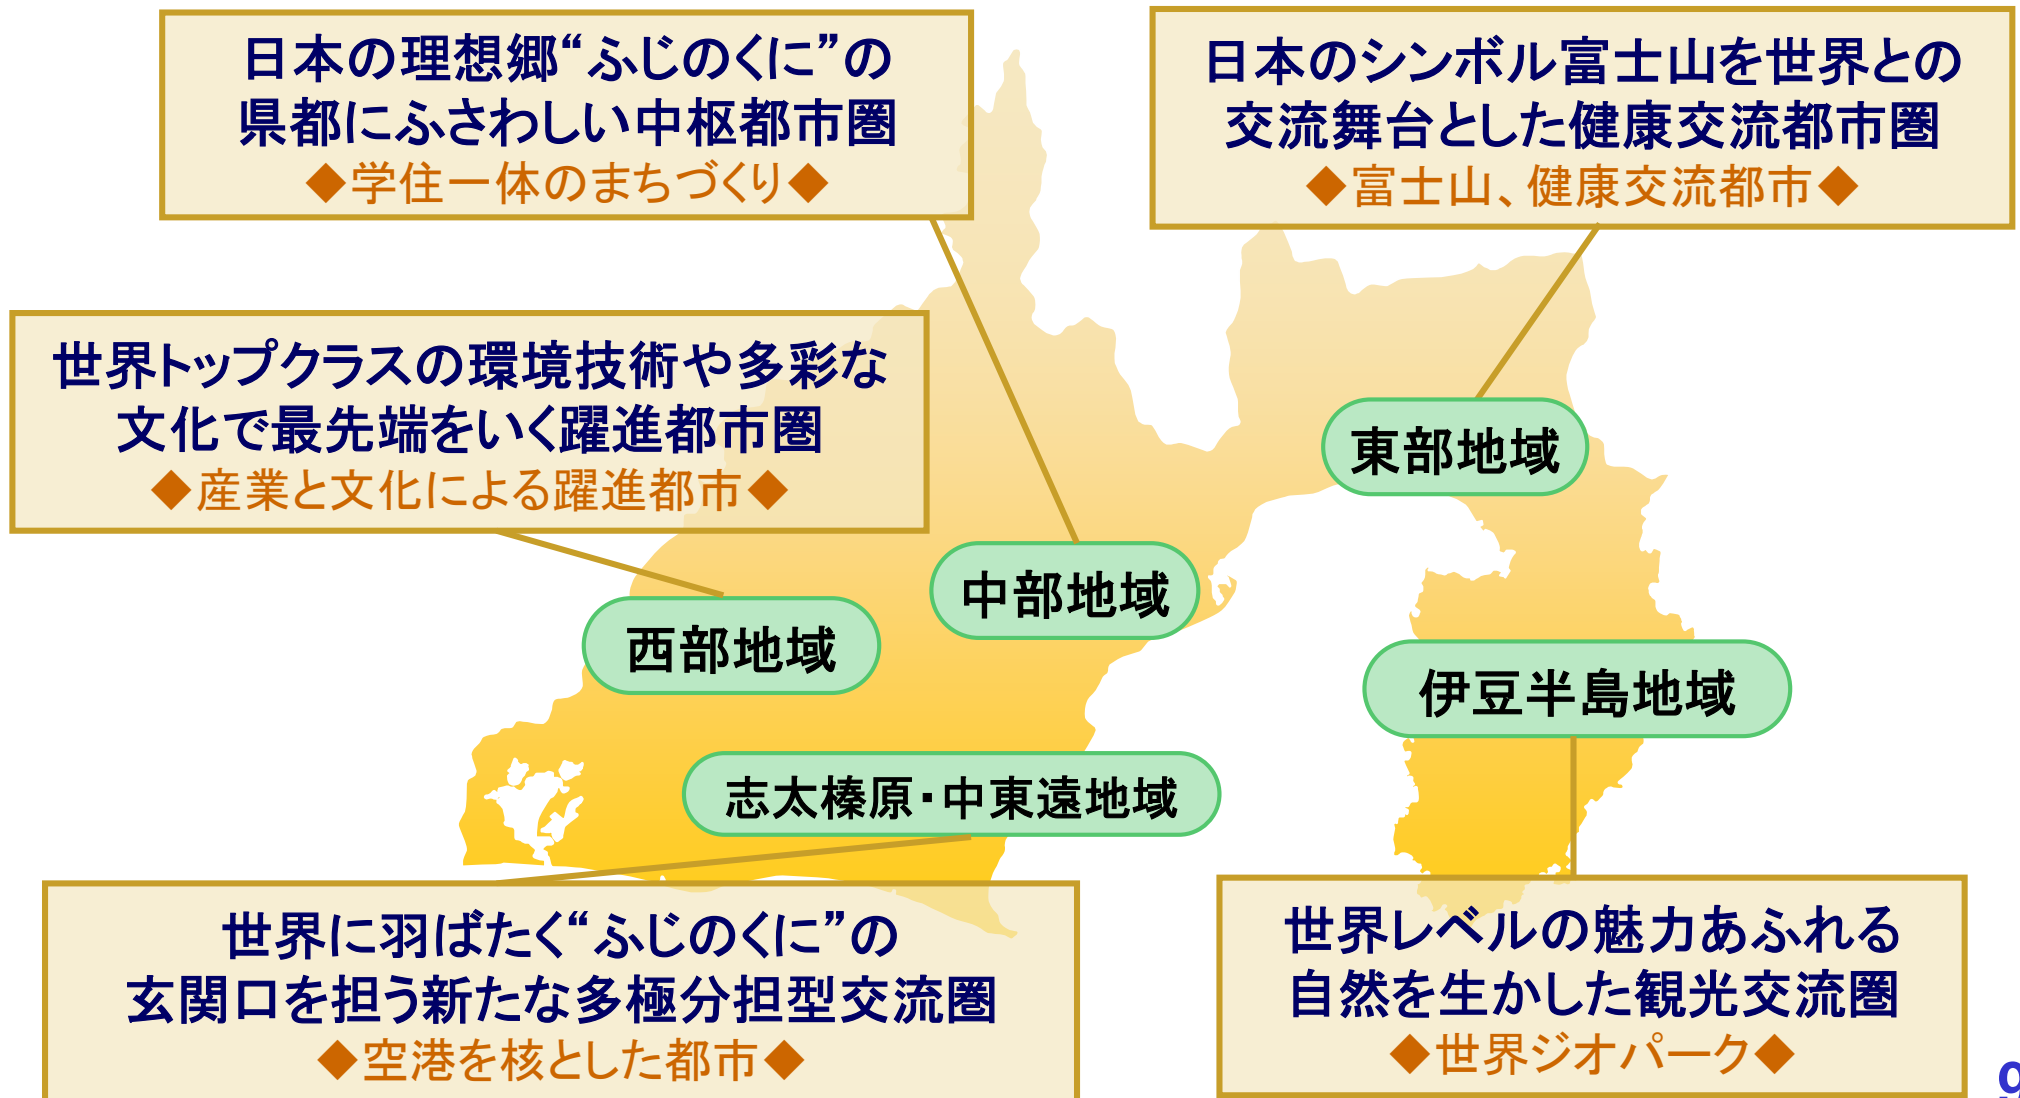 日本の理想郷“ふじのくに”の
県都にふさわしい中枢都市圏
◆学住一体のまちづくり◆
日本のシンボル富士山を世界との
交流舞台とした健康交流都市圏
◆富士山、健康交流都市◆
世界トップクラスの環境技術や多彩な
文化で最先端をいく躍進都市圏
◆産業と文化による躍進都市◆
東部地域
中部地域
西部地域
伊豆半島地域
志太榛原・中東遠地域
世界に羽ばたく“ふじのくに”の
玄関口を担う新たな多極分担型交流圏
◆空港を核とした都市◆
世界レベルの魅力あふれる
自然を生かした観光交流圏
◆世界ジオパーク◆
9